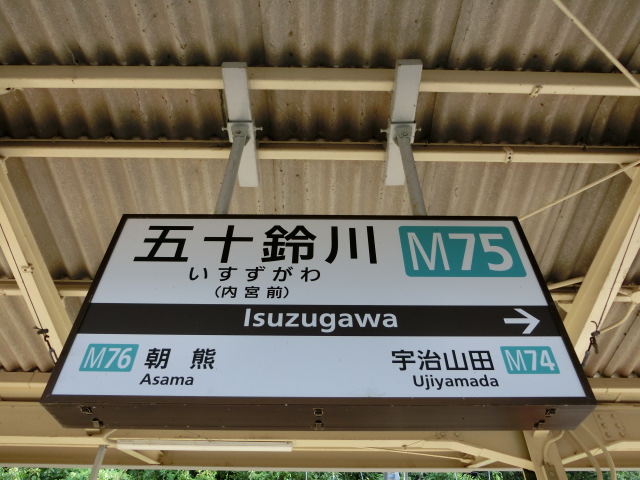 五十鈴川 M75
いすずがわ
(内宮前)
Isuzugawa →
M76 朝熊 宇治山田 M74
Asama Ujiyamada